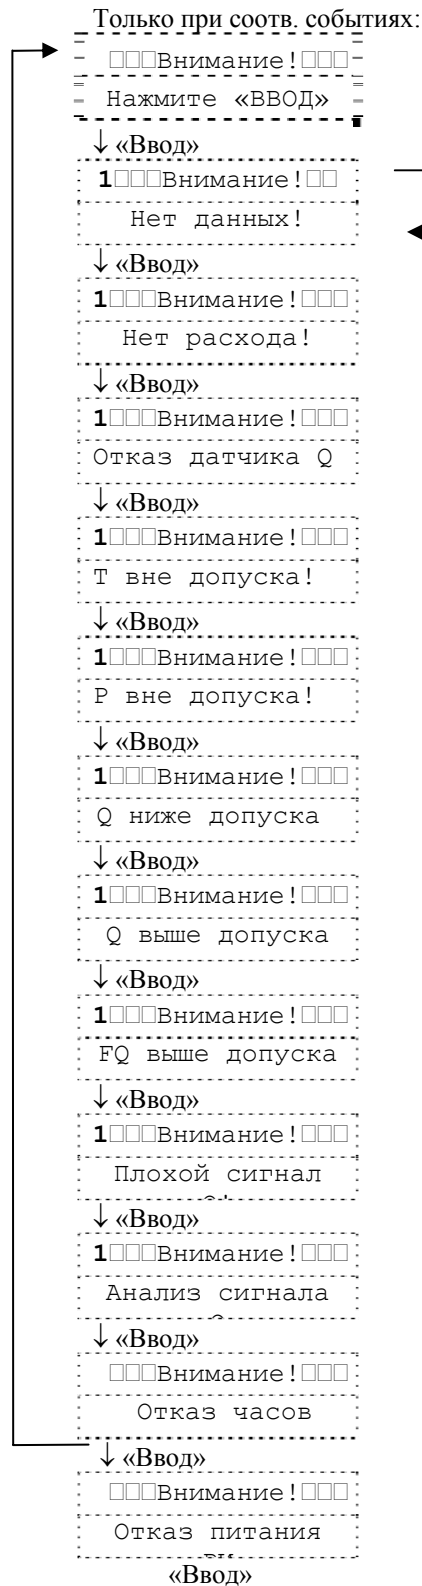 Только при соотв. событиях:
□□□Внимание!□□□
Нажмите «ВВОД»
↓ «Ввод»
1□□□Внимание!□□
Нет данных!
↓ «Ввод»
1□□□Внимание!□□□
Нет расхода!
↓ «Ввод»
1□□□Внимание!□□□
Отказ датчика Q
↓ «Ввод»
1□□□Внимание!□□□
Т вне допуска!
↓ «Ввод»
1□□□Внимание!□□□
Р вне допуска!
↓ «Ввод»
1□□□Внимание!□□□
Q ниже допуска
↓ «Ввод»
1□□□Внимание!□□□
Q выше допуска
↓ «Ввод»
1□□□Внимание!□□□
FQ выше допуска
↓ «Ввод»
1□□□Внимание!□□□
Плохой сигнал
↓ «Ввод»
1□□□Внимание!□□□
Анализ сигнала
↓ «Ввод»
□□□Внимание!□□□
Отказ часов
↓ «Ввод»
□□□Внимание!□□□
Отказ питания
«Ввод»